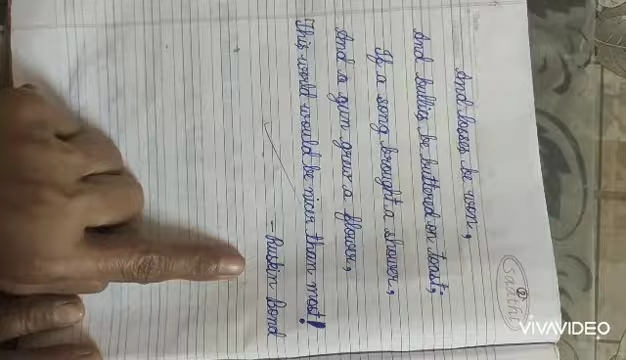 saathi
And losses be won,
And bullies be buttered on toast;
If a song brought a shower,
And a gun grew a flower,
This world would be nicer than most!
- Ruskin Bond
VIVAVIDEO